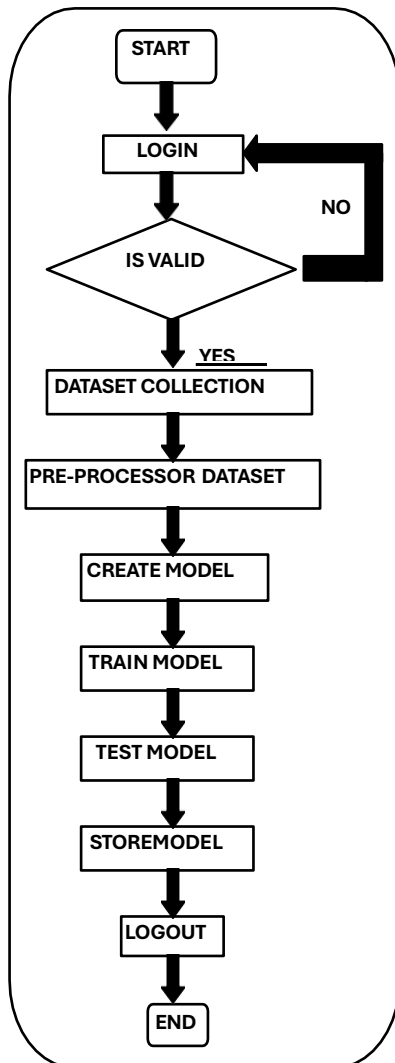 START
LOGIN
NO
IS VALID
YES
DATASET COLLECTION
PRE-PROCESSOR DATASET
CREATE MODEL
TRAIN MODEL
TEST MODEL
STOREMODEL
LOGOUT
END